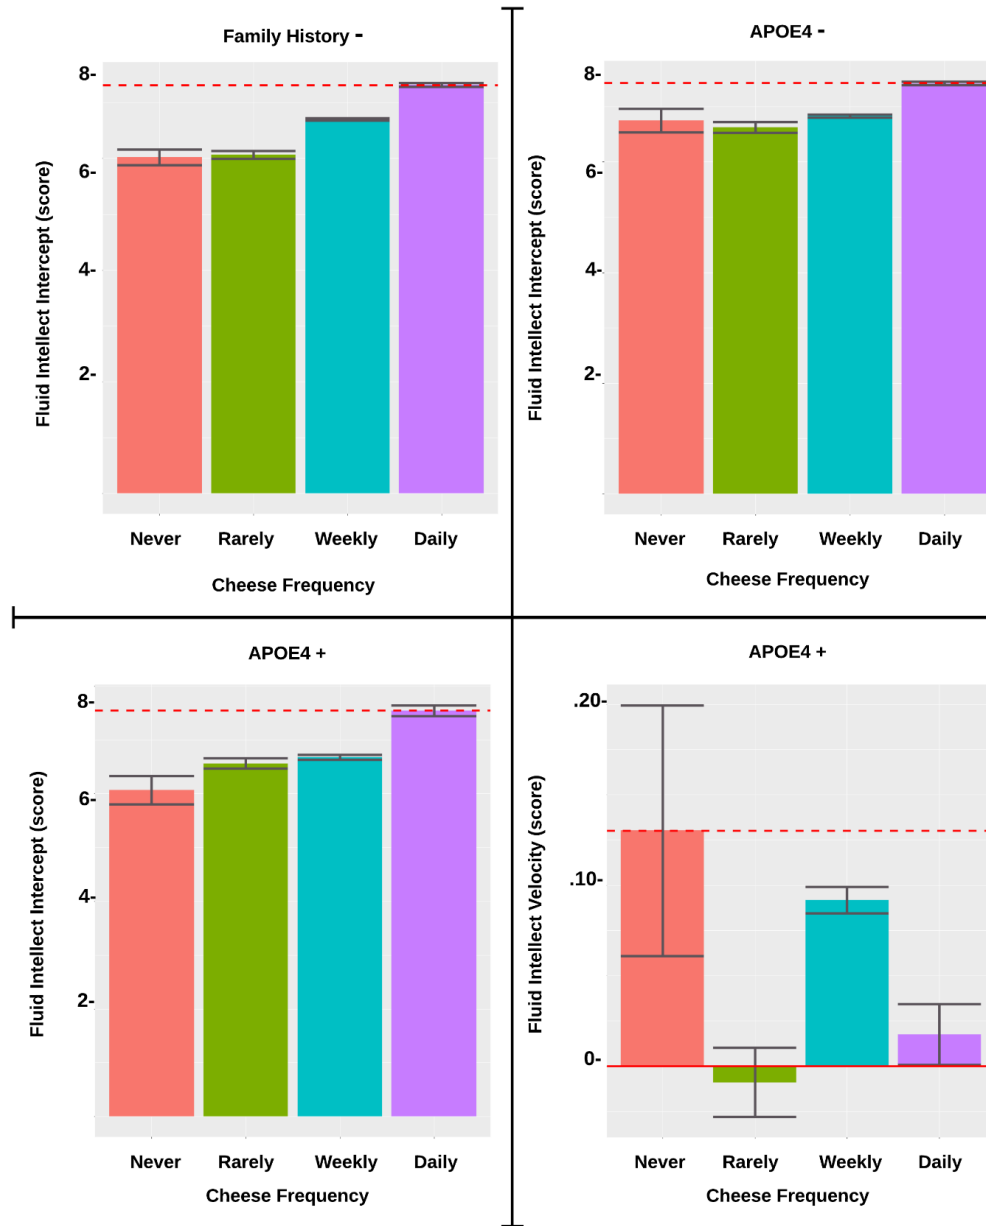 Family History -
8-
6-
4-
2-
Fluid Intellect Intercept (score)
Never Rarely Weekly Daily
Cheese Frequency
APOE4 -
8-
6-
4-
2-
Fluid Intellect Intercept (score)
Never Rarely Weekly Daily
Cheese Frequency
APOE4 +
8-
6-
4-
2-
Fluid Intellect Intercept (score)
Never Rarely Weekly Daily
Cheese Frequency
APOE4 +
.20-
.10-
0-
Fluid Intellect Velocity (score)
Never Rarely Weekly Daily
Cheese Frequency